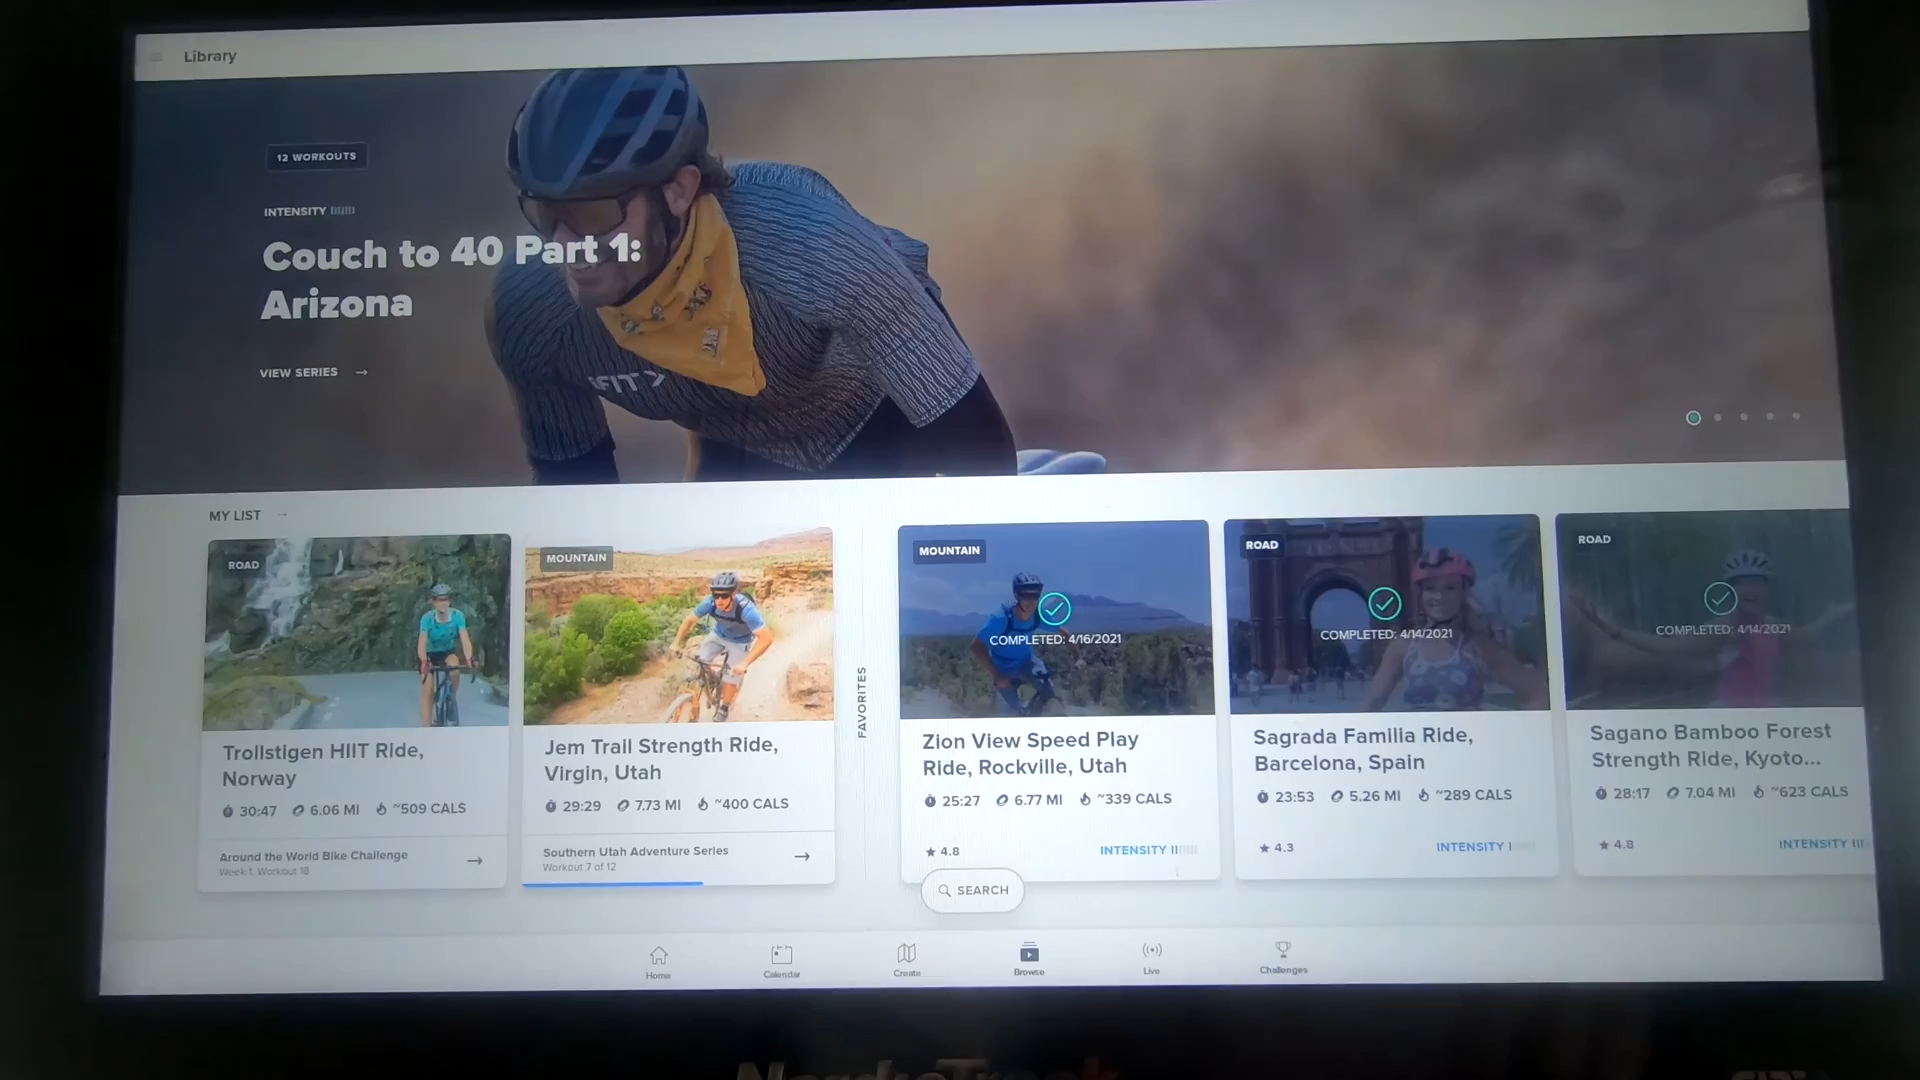 Library
12 WORKOUTS
INTENSITY
Couch to 40 Part 1:
Arizona
VIEW SERIES →
iFIT
MY LIST →
ROAD
Trollstigen HIIT Ride,
Norway
30:47 6.06 MI ~509 CALS
Around the World Bike Challenge
Week 1, Workout 18
MOUNTAIN
Jem Trail Strength Ride,
Virgin, Utah
29:29 7.73 MI ~400 CALS
Southern Utah Adventure Series
Workout 7 of 12
FAVORITES
MOUNTAIN
COMPLETED: 4/16/2021
Zion View Speed Play
Ride, Rockville, Utah
25:27 6.77 MI ~339 CALS
★ 4.8 INTENSITY
ROAD
COMPLETED: 4/14/2021
Sagrada Familia Ride,
Barcelona, Spain
23:53 5.26 MI ~289 CALS
★ 4.3 INTENSITY
ROAD
COMPLETED: 4/14/2021
Sagano Bamboo Forest
Strength Ride, Kyoto...
28:17 7.04 MI ~623 CALS
★ 4.8 INTENSITY
SEARCH
Home
Calendar
Create
Browse
Live
Challenges
NordicTrack